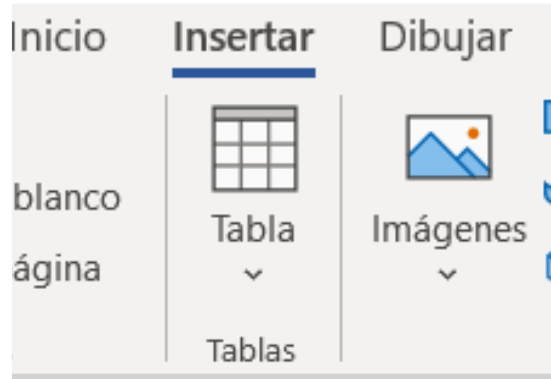 Inicio Insertar Dibujar
blanco
ágina
Tabla
Imágenes
Tablas